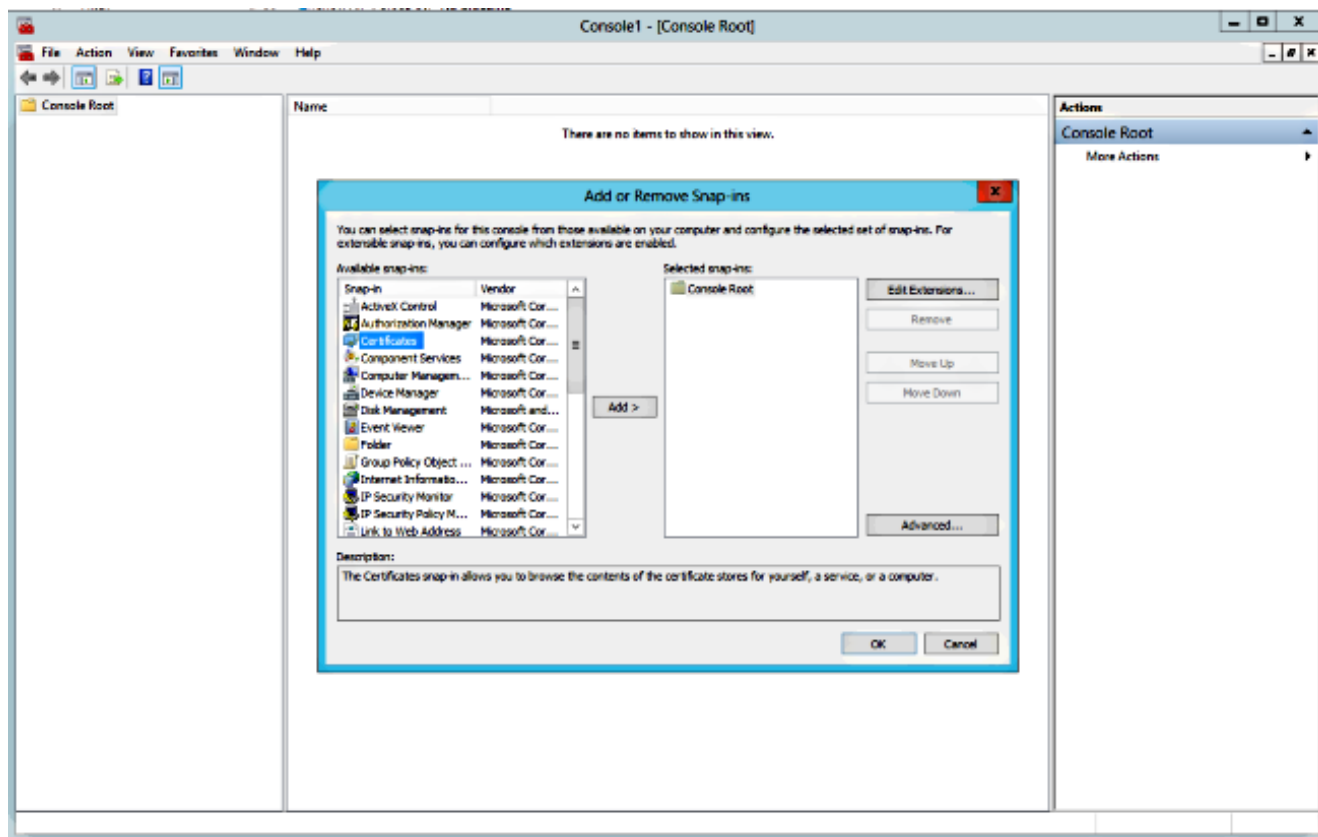 Console1 - [Console Root]
File Action View Favorites Window Help
Console Root
Name
There are no items to show in this view.
Actions
Console Root
More Actions
Add or Remove Snap-ins
You can select snap-ins for this console from those available on your computer and configure the selected set of snap-ins. For
extensible snap-ins, you can configure which extensions are enabled.
Available snap-ins:
Snap-in Vendor
ActiveX Control Microsoft Cor...
Authorization Manager Microsoft Cor...
Certificates Microsoft Cor...
Component Services Microsoft Cor...
Computer Managem... Microsoft Cor...
Device Manager Microsoft Cor...
Disk Management Microsoft and...
Event Viewer Microsoft Cor...
Folder Microsoft Cor...
Group Policy Object ... Microsoft Cor...
Internet Informatio... Microsoft Cor...
IP Security Monitor Microsoft Cor...
IP Security Policy M... Microsoft Cor...
Link to Web Address Microsoft Cor...
Add >
Selected snap-ins:
Console Root
Edit Extensions...
Remove
Move Up
Move Down
Advanced...
Description:
The Certificates snap-in allows you to browse the contents of the certificate stores for yourself, a service, or a computer.
OK
Cancel